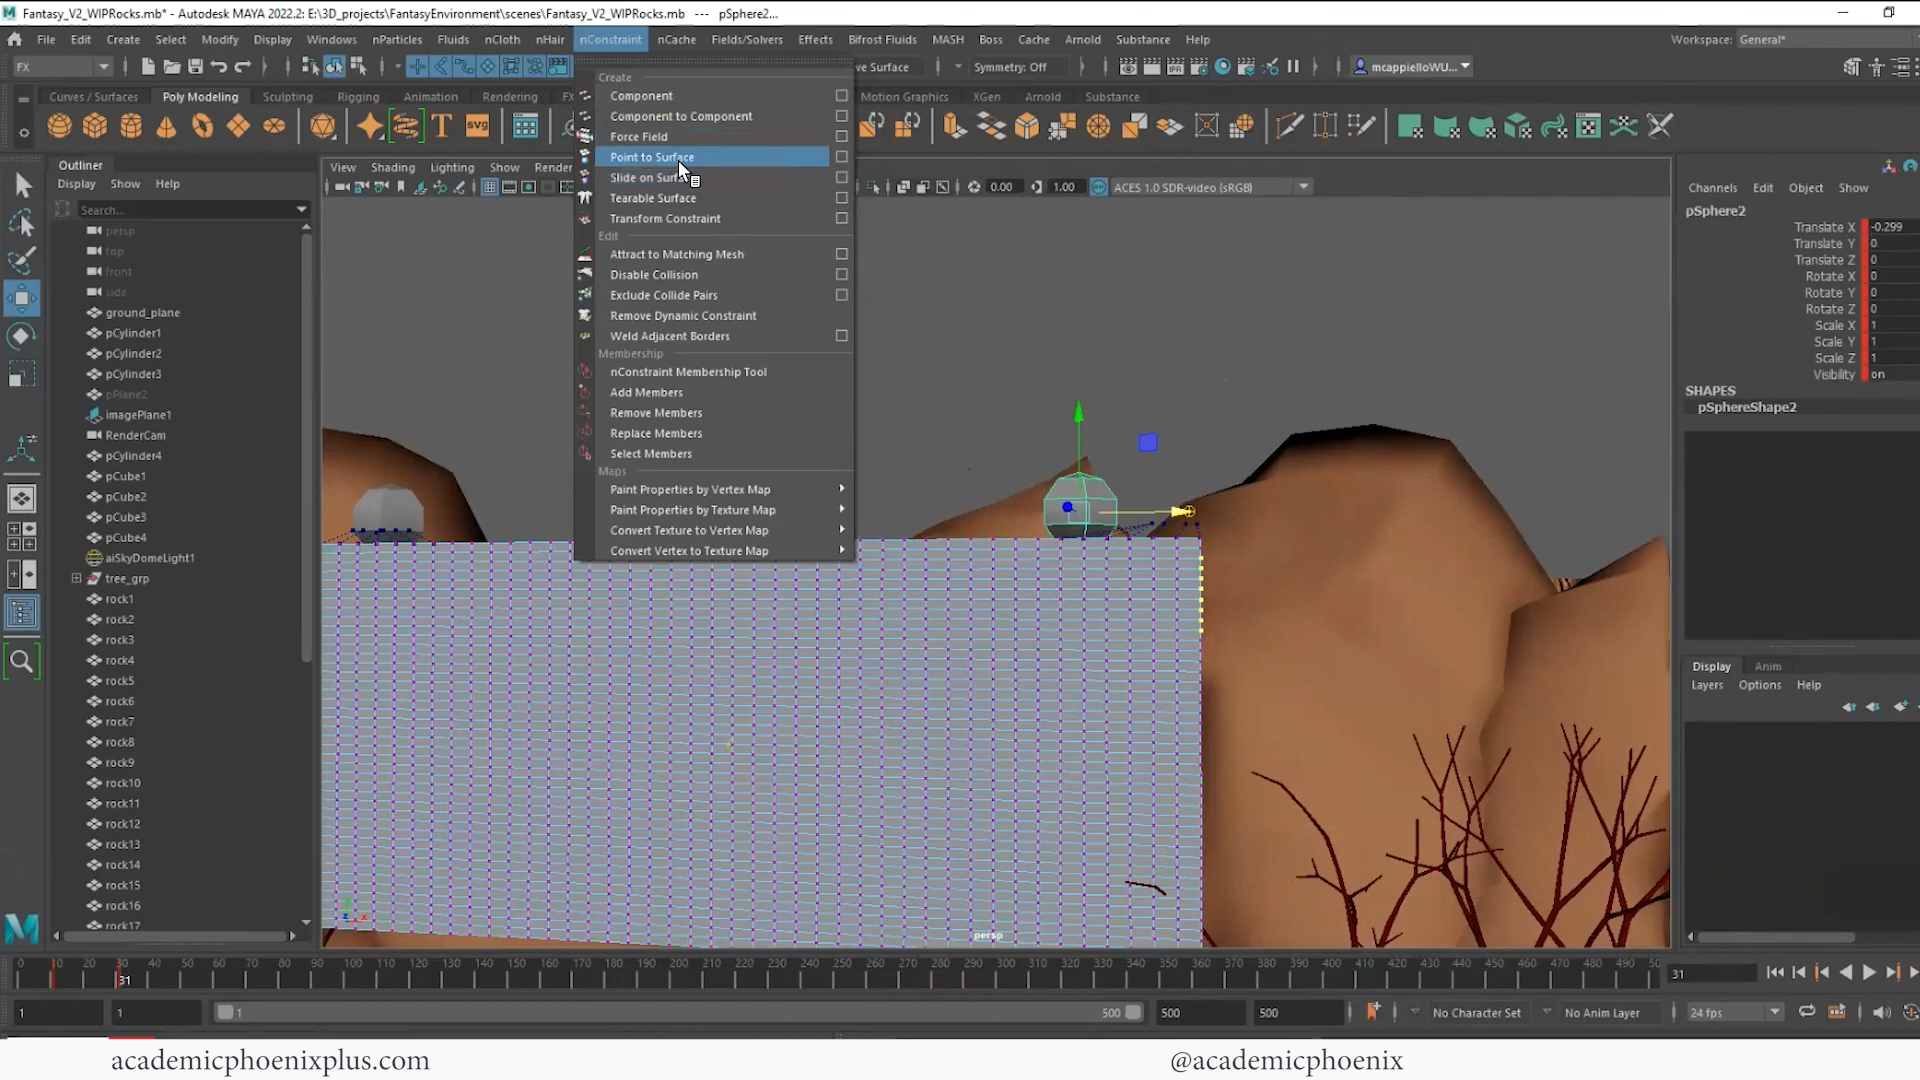 Fantasy_V2_WIPRocks.mb* - Autodesk MAYA 2022.2: E:\3D_projects\FantasyEnvironment\scenes\Fantasy_V2_WIPRocks.mb --- pSphere2...
File Edit Create Select Modify Display Windows nParticles Fluids nCloth nHair nConstraint nCache Fields/Solvers Effects Bifrost Fluids MASH Boss Cache Arnold Substance Help
Workspace: General*
FX
ve Surface
Symmetry: Off
mcappielloWU...
Curves / Surfaces Poly Modeling Sculpting Rigging Animation Rendering FX
Motion Graphics XGen Arnold Substance
svg
Create
Component
Component to Component
Force Field
Point to Surface
Slide on Surfa
Tearable Surface
Transform Constraint
Edit
Attract to Matching Mesh
Disable Collision
Exclude Collide Pairs
Remove Dynamic Constraint
Weld Adjacent Borders
Membership
nConstraint Membership Tool
Add Members
Remove Members
Replace Members
Select Members
Maps
Paint Properties by Vertex Map
Paint Properties by Texture Map
Convert Texture to Vertex Map
Convert Vertex to Texture Map
Outliner
Display Show Help
Search...
persp
top
front
side
ground_plane
pCylinder1
pCylinder2
pCylinder3
pPlane2
imagePlane1
RenderCam
pCylinder4
pCube1
pCube2
pCube3
pCube4
aiSkyDomeLight1
tree_grp
rock1
rock2
rock3
rock4
rock5
rock6
rock7
rock8
rock9
rock10
rock11
rock12
rock13
rock14
rock15
rock16
rock17
View Shading Lighting Show Render
0.00 1.00 ACES 1.0 SDR-video (sRGB)
persp
Channels Edit Object Show
pSphere2
Translate X -0.299
Translate Y 0
Translate Z 0
Rotate X 0
Rotate Y 0
Rotate Z 0
Scale X 1
Scale Y 1
Scale Z 1
Visibility on
SHAPES
pSphereShape2
Display Anim
Layers Options Help
0 10 20 30 40 50 60 70 80 90 100 110 120 130 140 150 160 170 180 190 200 210 220 230 240 250 260 270 280 290 300 310 320 330 340 350 360 370 380 390 400 410 420 430 440 450 460 470 480 490 50
31
31
1 1 1 500 500 500
No Character Set
No Anim Layer
24 fps
academicphoenixplus.com
@academicphoenix